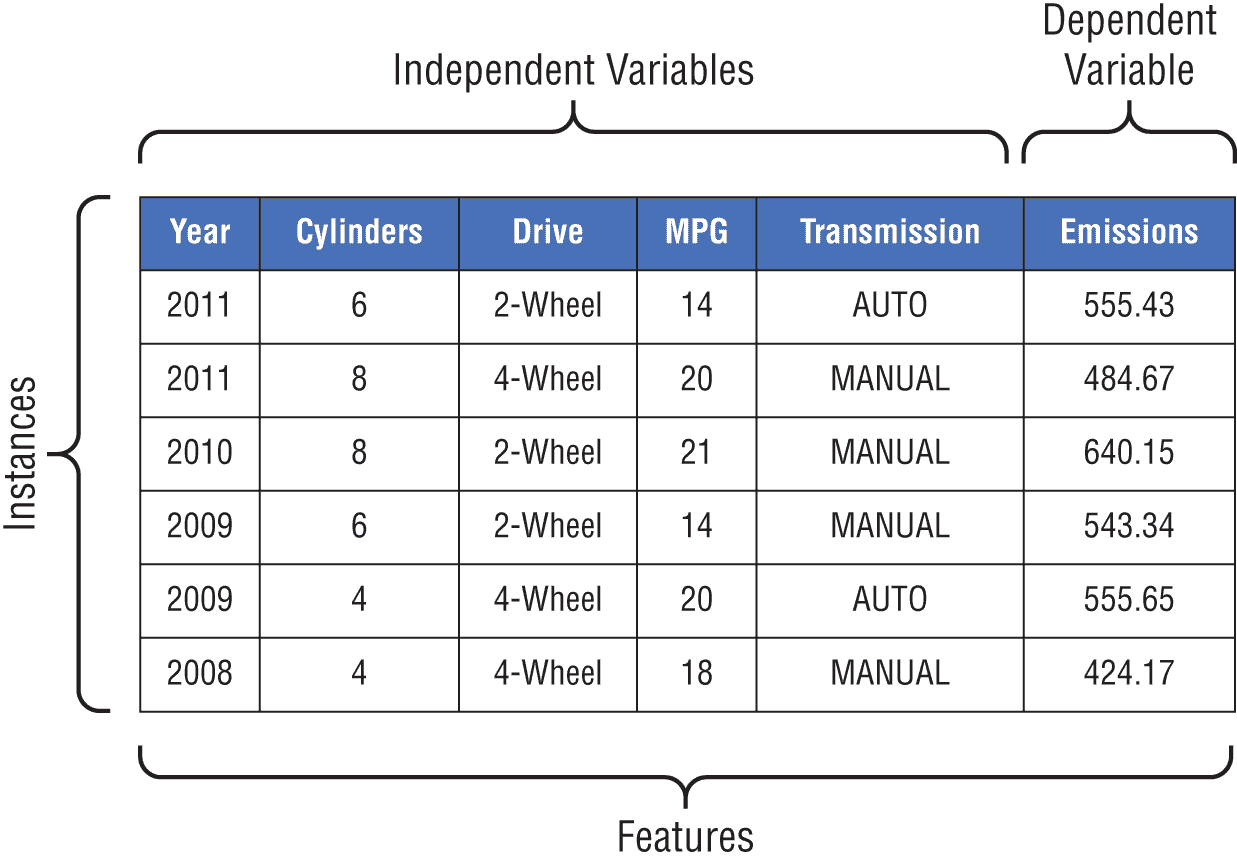 Dependent
Variable
Independent Variables
Year Cylinders Drive MPG Transmission Emissions
2011 6 2-Wheel 14 AUTO 555.43
2011 8 4-Wheel 20 MANUAL 484.67
2010 8 2-Wheel 21 MANUAL 640.15
2009 6 2-Wheel 14 MANUAL 543.34
2009 4 4-Wheel 20 AUTO 555.65
2008 4 4-Wheel 18 MANUAL 424.17
Instances
Features